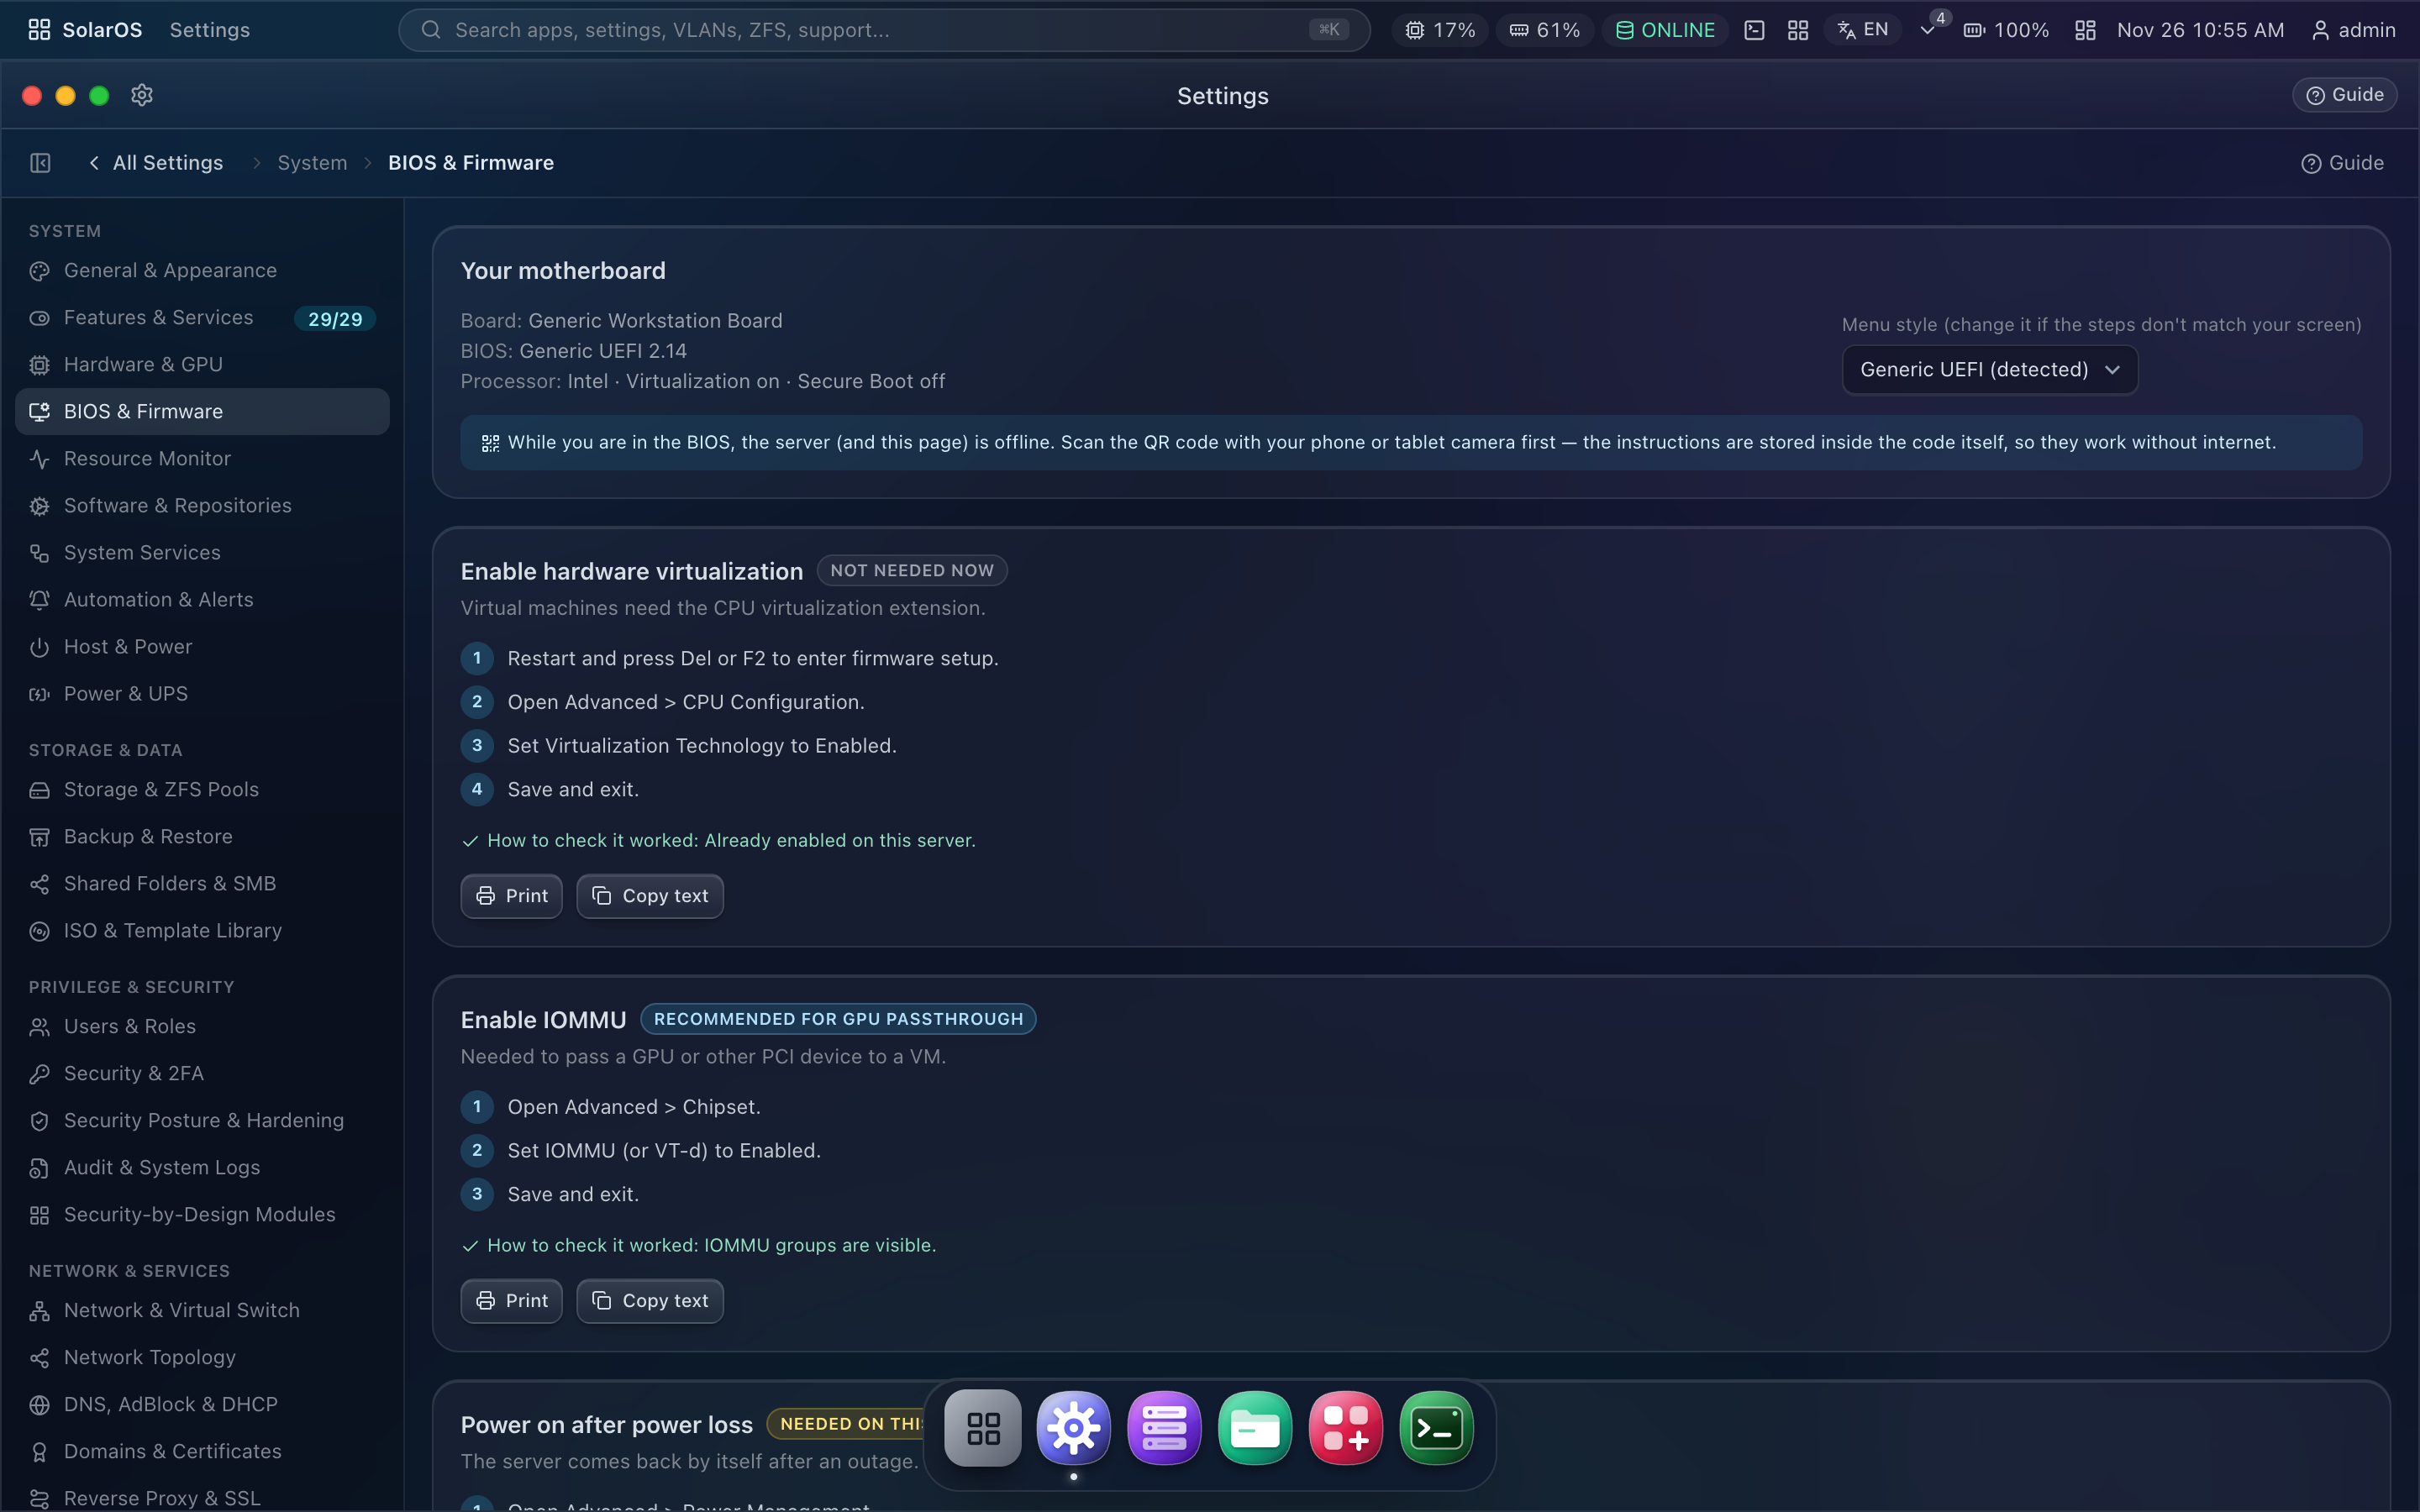 SolarOS
Settings
Search apps, settings, VLANs, ZFS, support...
⌘K
17%
61%
ONLINE
EN
4
100%
Nov 26 10:55 AM
admin
Settings
Guide
All Settings
System
BIOS & Firmware
Guide
SYSTEM
General & Appearance
Features & Services
29/29
Hardware & GPU
BIOS & Firmware
Resource Monitor
Software & Repositories
System Services
Automation & Alerts
Host & Power
Power & UPS
STORAGE & DATA
Storage & ZFS Pools
Backup & Restore
Shared Folders & SMB
ISO & Template Library
PRIVILEGE & SECURITY
Users & Roles
Security & 2FA
Security Posture & Hardening
Audit & System Logs
Security-by-Design Modules
NETWORK & SERVICES
Network & Virtual Switch
Network Topology
DNS, AdBlock & DHCP
Domains & Certificates
Reverse Proxy & SSL
Your motherboard
Board: Generic Workstation Board
BIOS: Generic UEFI 2.14
Processor: Intel · Virtualization on · Secure Boot off
Menu style (change it if the steps don't match your screen)
Generic UEFI (detected)
While you are in the BIOS, the server (and this page) is offline. Scan the QR code with your phone or tablet camera first — the instructions are stored inside the code itself, so they work without internet.
Enable hardware virtualization
NOT NEEDED NOW
Virtual machines need the CPU virtualization extension.
1 Restart and press Del or F2 to enter firmware setup.
2 Open Advanced > CPU Configuration.
3 Set Virtualization Technology to Enabled.
4 Save and exit.
How to check it worked: Already enabled on this server.
Print
Copy text
Enable IOMMU
RECOMMENDED FOR GPU PASSTHROUGH
Needed to pass a GPU or other PCI device to a VM.
1 Open Advanced > Chipset.
2 Set IOMMU (or VT-d) to Enabled.
3 Save and exit.
How to check it worked: IOMMU groups are visible.
Print
Copy text
Power on after power loss
NEEDED ON
The server comes back by itself after an outage.
1 Open Advanced > Power Management